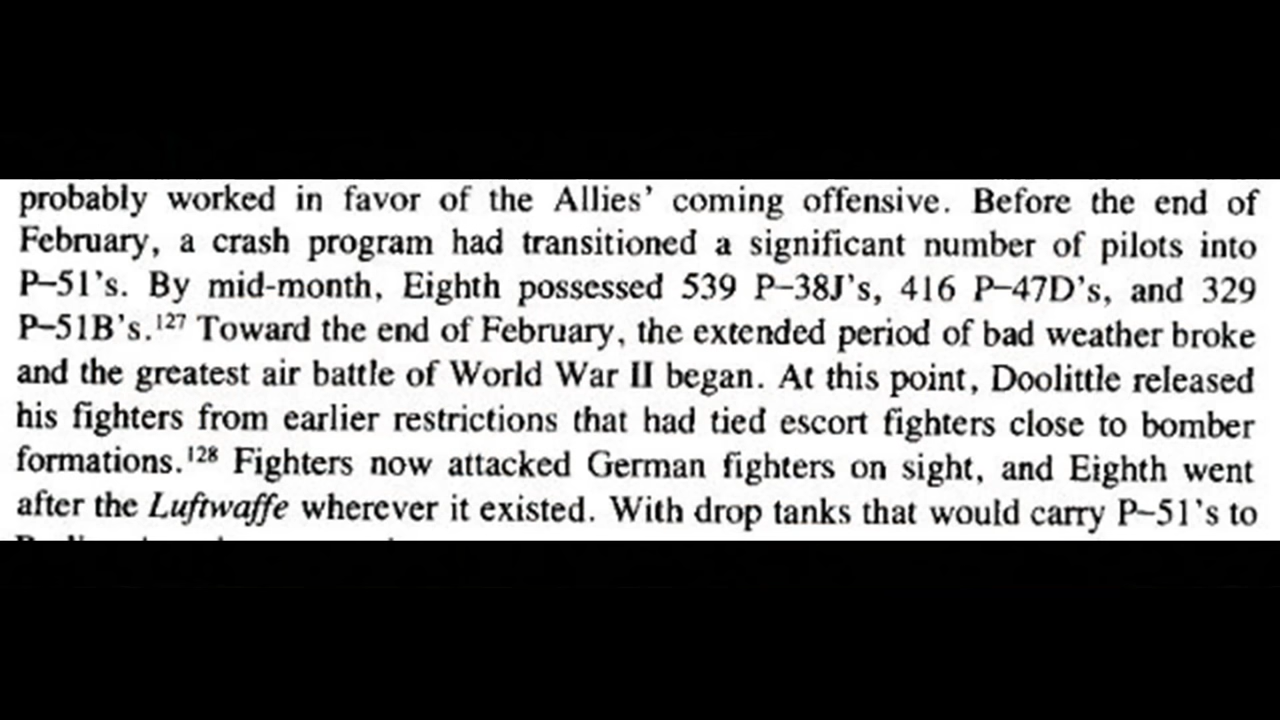 probably worked in favor of the Allies’ coming offensive. Before the end of
February, a crash program had transitioned a significant number of pilots into
P–51’s. By mid-month, Eighth possessed 539 P–38J’s, 416 P–47D’s, and 329
P–51B’s.¹²⁷ Toward the end of February, the extended period of bad weather broke
and the greatest air battle of World War II began. At this point, Doolittle released
his fighters from earlier restrictions that had tied escort fighters close to bomber
formations.¹²⁸ Fighters now attacked German fighters on sight, and Eighth went
after the Luftwaffe wherever it existed. With drop tanks that would carry P–51’s to